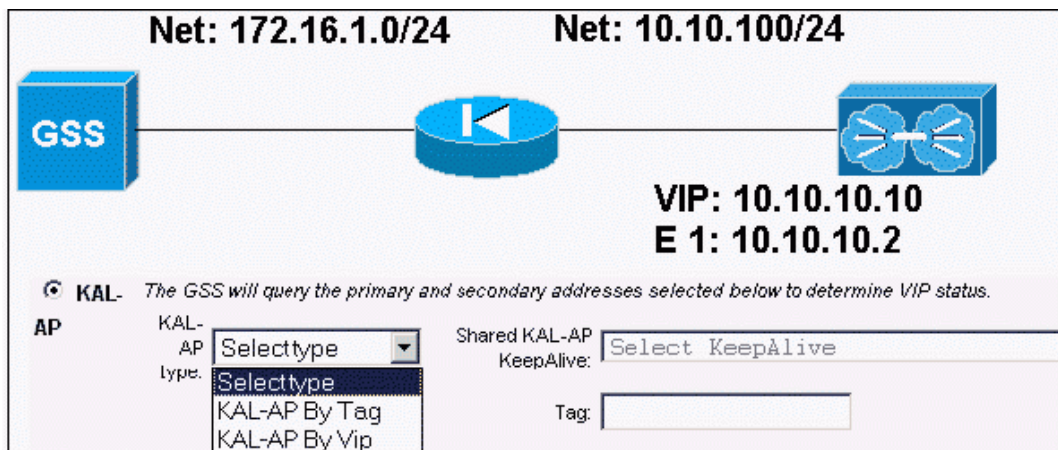 Net: 172.16.1.0/24 Net: 10.10.100/24
GSS
VIP: 10.10.10.10
E 1: 10.10.10.2
KAL-AP
The GSS will query the primary and secondary addresses selected below to determine VIP status.
KAL-AP type:
Selecttype
Selecttype
KAL-AP By Tag
KAL-AP By Vip
Shared KAL-AP KeepAlive:
Select KeepAlive
Tag: